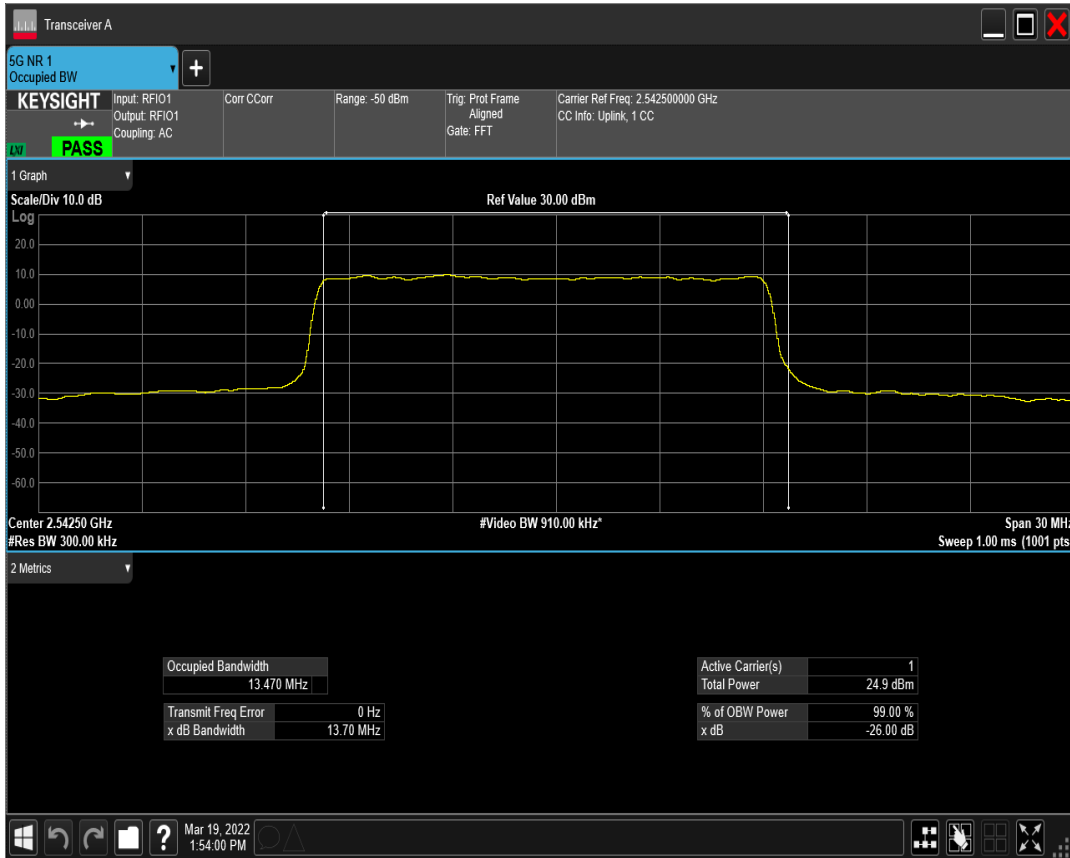 Transceiver A
5G NR 1
Occupied BW
+
KEYSIGHT
Input: RFIO1
Output: RFIO1
Coupling: AC
Corr CCorr
Range: -50 dBm
Trig: Prot Frame
Aligned
Gate: FFT
Carrier Ref Freq: 2.542500000 GHz
CC Info: Uplink, 1 CC
LXI
PASS
1 Graph
Scale/Div 10.0 dB
Ref Value 30.00 dBm
Log
20.0
10.0
0.00
-10.0
-20.0
-30.0
-40.0
-50.0
-60.0
Center 2.54250 GHz
#Video BW 910.00 kHz*
Span 30 MHz
#Res BW 300.00 kHz
Sweep 1.00 ms (1001 pts
2 Metrics
Occupied Bandwidth
13.470 MHz
Transmit Freq Error 0 Hz
x dB Bandwidth 13.70 MHz
Active Carrier(s) 1
Total Power 24.9 dBm
% of OBW Power 99.00 %
x dB -26.00 dB
?
Mar 19, 2022
1:54:00 PM